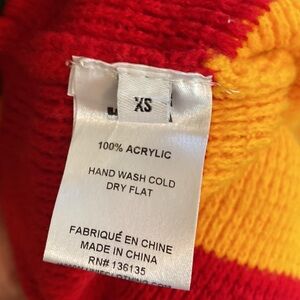 XS
100% ACRYLIC
HAND WASH COLD
DRY FLAT
FABRIQUÉ EN CHINE
MADE IN CHINA
RN# 136135